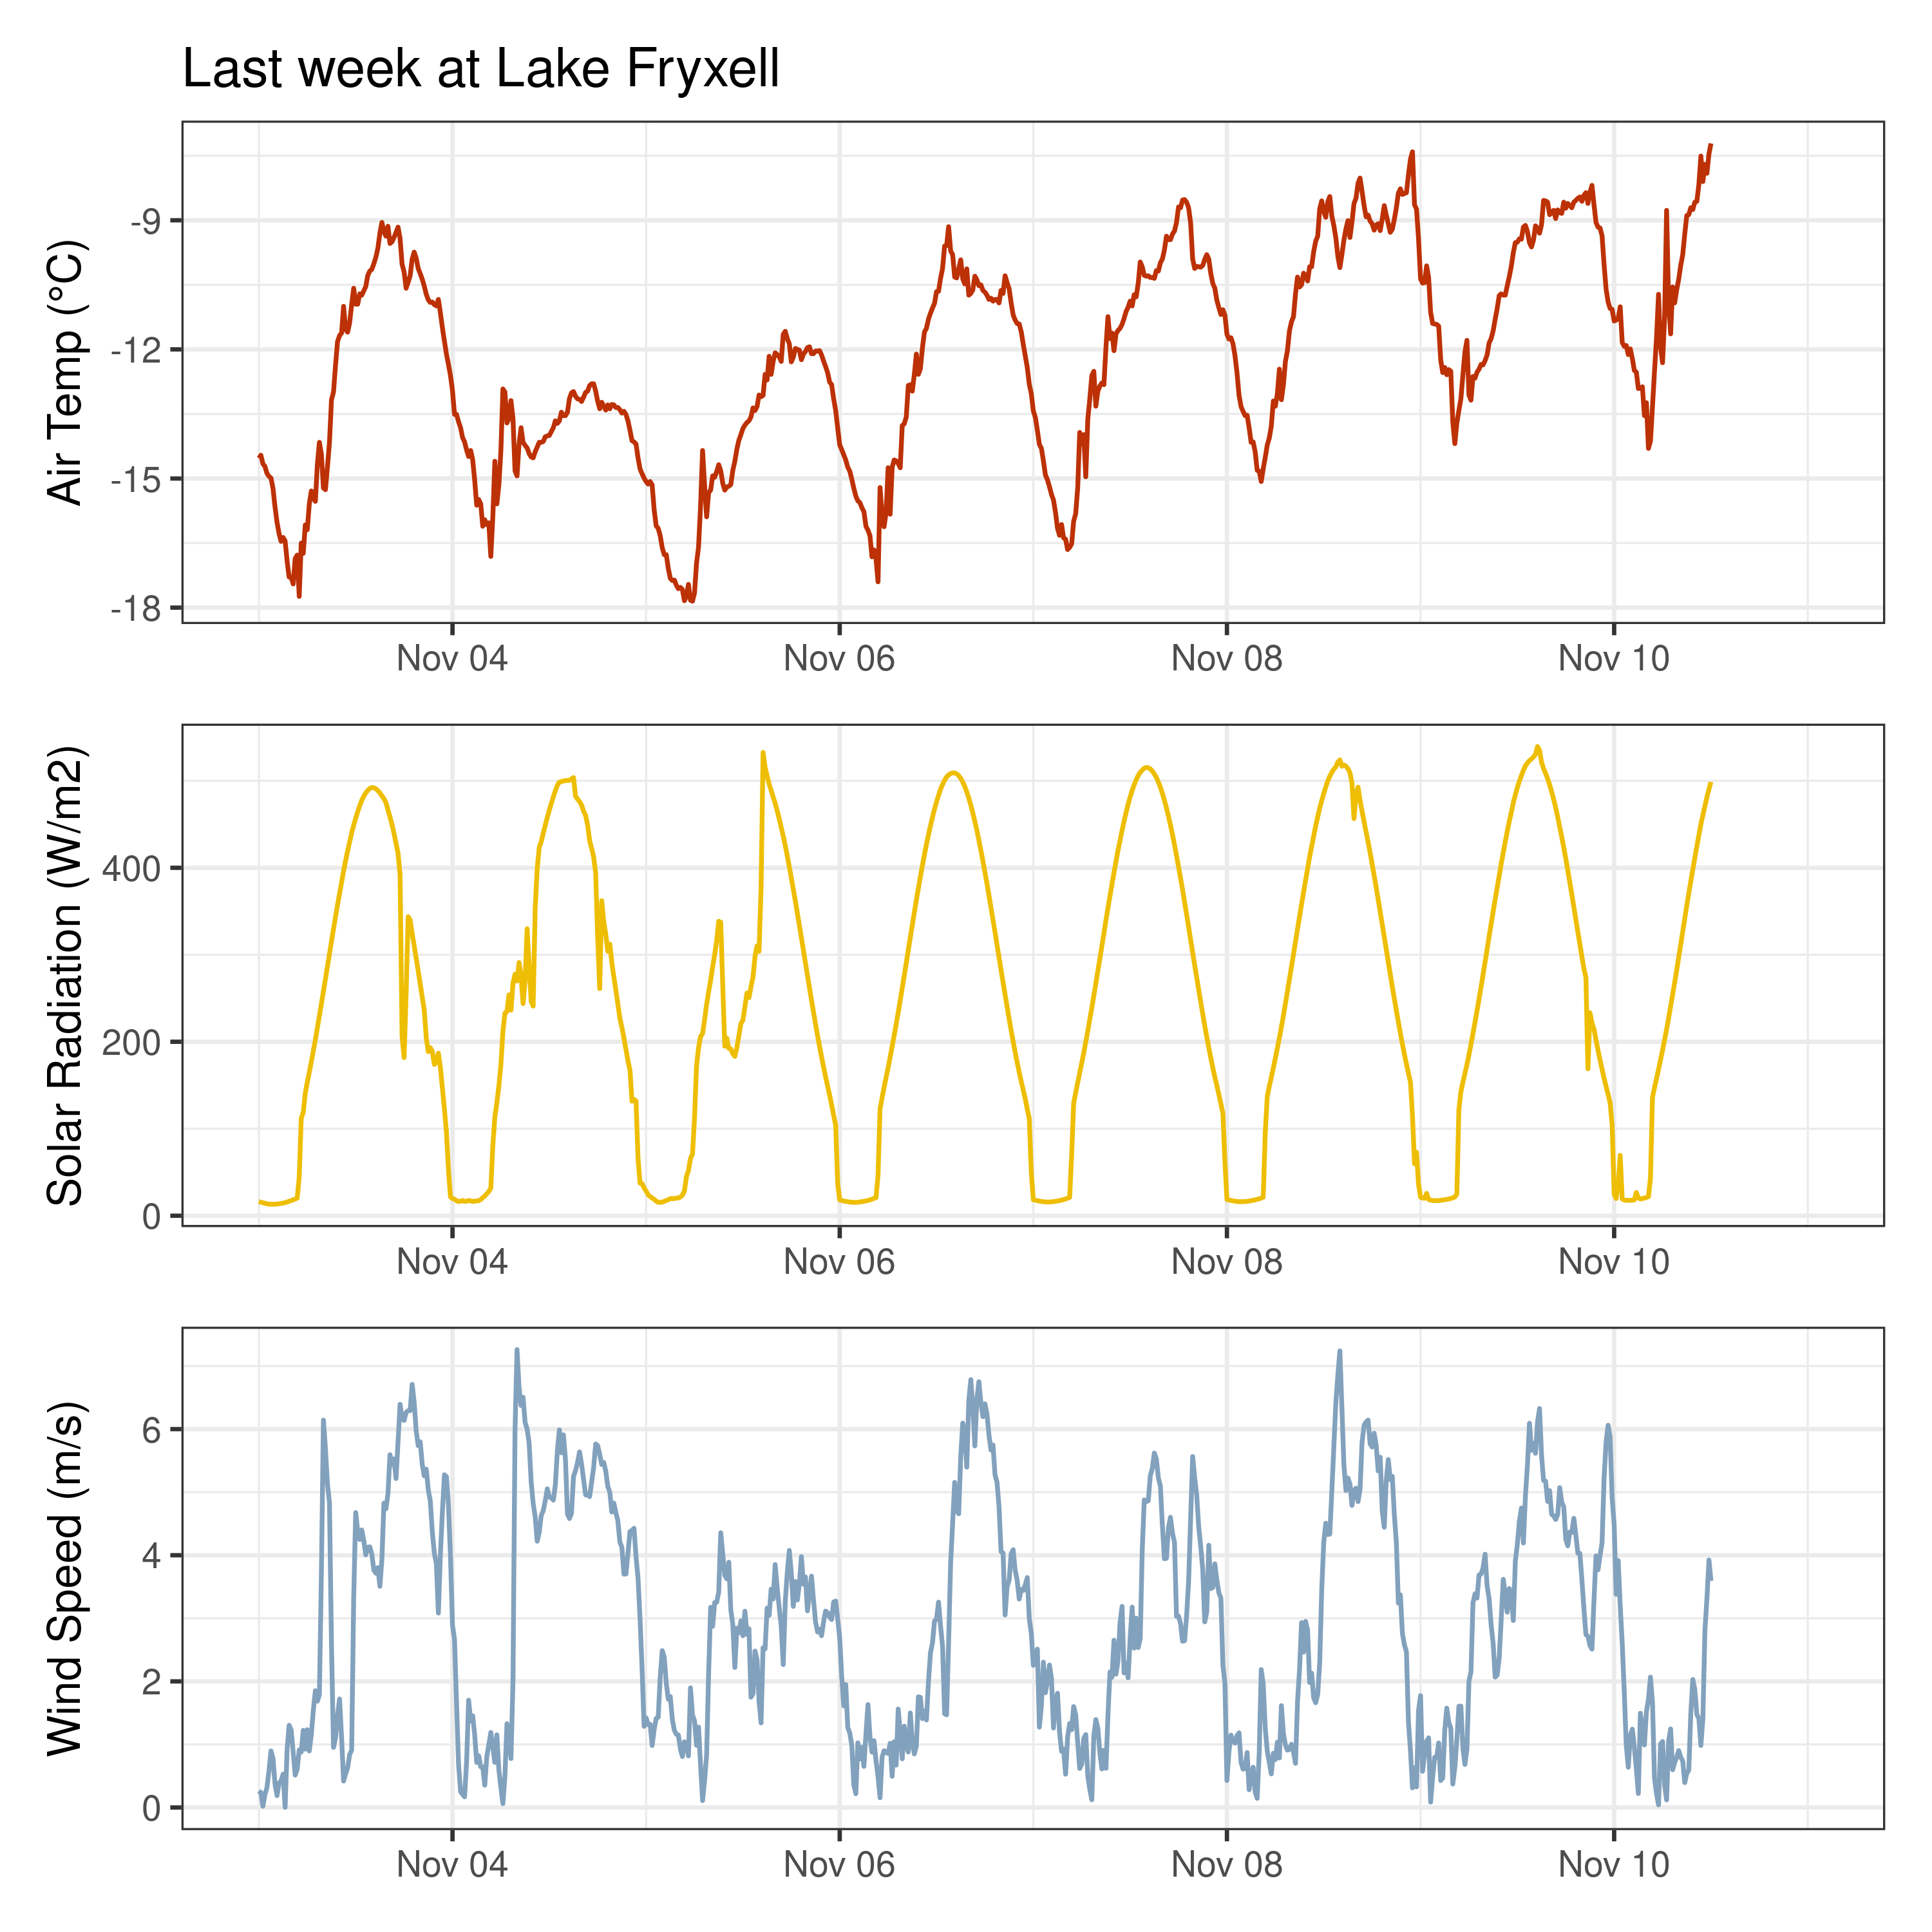 Last week at Lake Fryxell
Air Temp (°C)
-9
-12
-15
-18
Nov 04 Nov 06 Nov 08 Nov 10
Solar Radiation (W/m2)
400
200
0
Nov 04 Nov 06 Nov 08 Nov 10
Wind Speed (m/s)
6
4
2
0
Nov 04 Nov 06 Nov 08 Nov 10